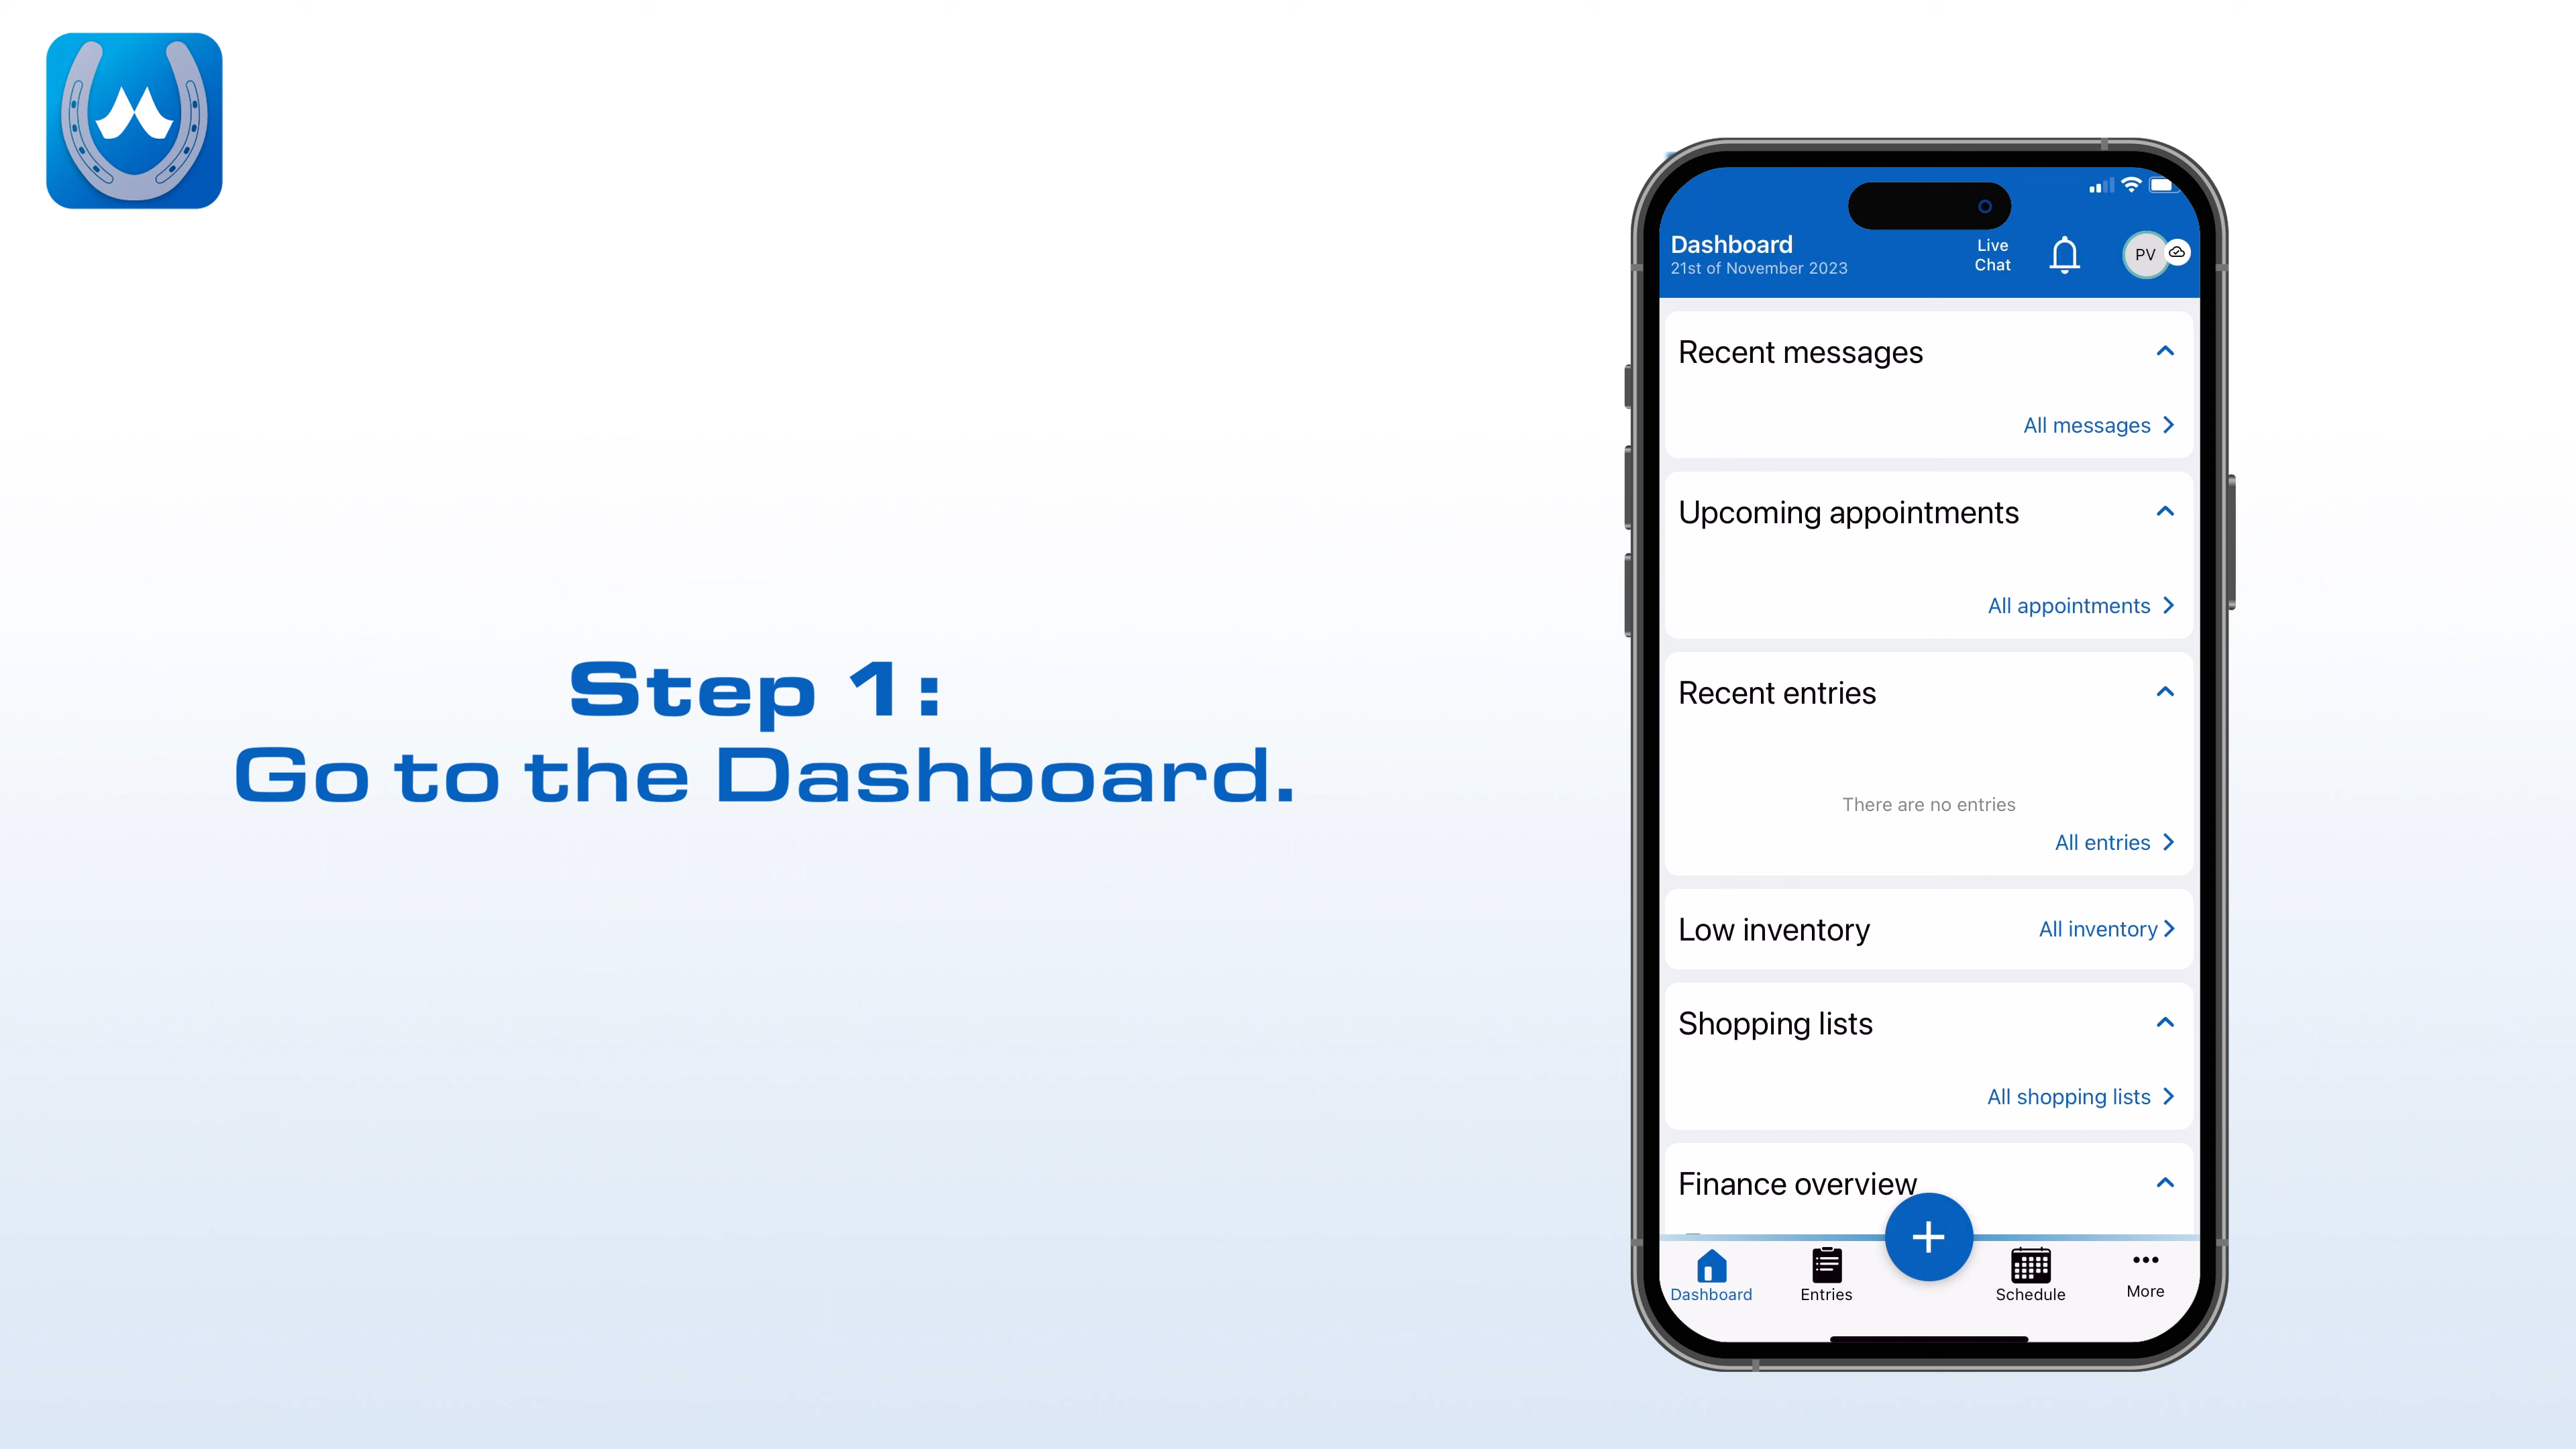 Step 1:
Go to the Dashboard.
Dashboard
21st of November 2023
Live
Chat
PV
Recent messages
All messages
Upcoming appointments
All appointments
Recent entries
There are no entries
All entries
Low inventory
All inventory
Shopping lists
All shopping lists
Finance overview
Dashboard
Entries
Schedule
More